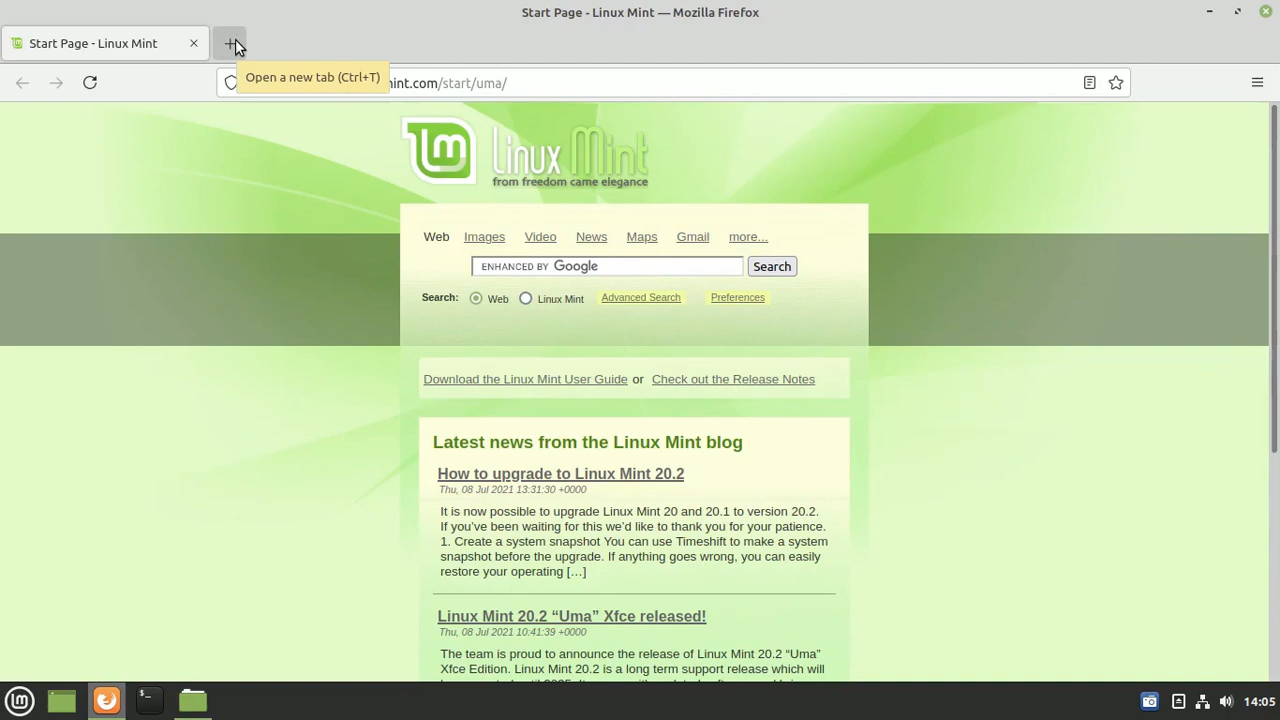 Start Page - Linux Mint — Mozilla Firefox
Start Page - Linux Mint
Open a new tab (Ctrl+T)
int.com/start/uma/
Linux Mint
from freedom came elegance
Web Images Video News Maps Gmail more...
ENHANCED BY Google Search
Search: Web Linux Mint Advanced Search Preferences
Download the Linux Mint User Guide or Check out the Release Notes
Latest news from the Linux Mint blog
How to upgrade to Linux Mint 20.2
Thu, 08 Jul 2021 13:31:30 +0000
It is now possible to upgrade Linux Mint 20 and 20.1 to version 20.2.
If you’ve been waiting for this we’d like to thank you for your patience.
1. Create a system snapshot You can use Timeshift to make a system
snapshot before the upgrade. If anything goes wrong, you can easily
restore your operating […]
Linux Mint 20.2 “Uma” Xfce released!
Thu, 08 Jul 2021 10:41:39 +0000
The team is proud to announce the release of Linux Mint 20.2 “Uma”
Xfce Edition. Linux Mint 20.2 is a long term support release which will
14:05